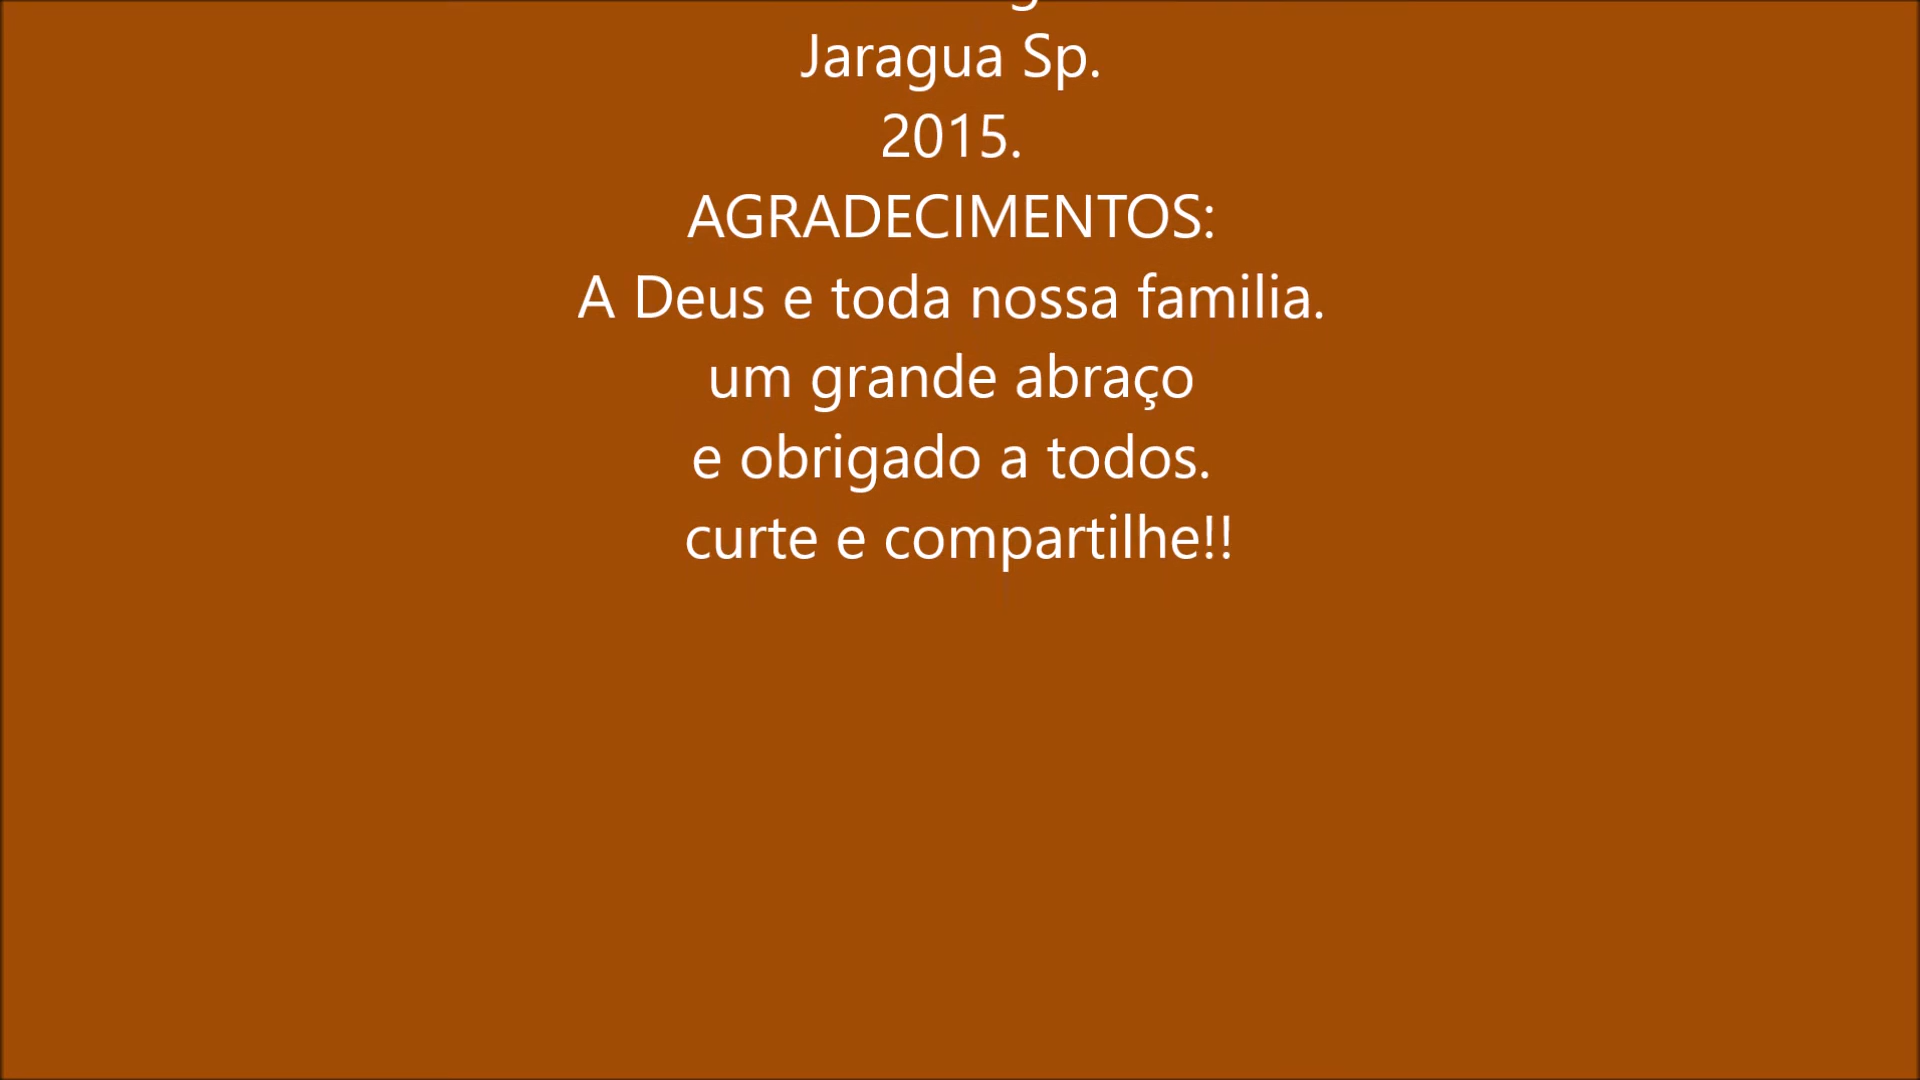 Jaragua Sp.
2015.
AGRADECIMENTOS:
A Deus e toda nossa familia.
um grande abraço
e obrigado a todos.
curte e compartilhe!!